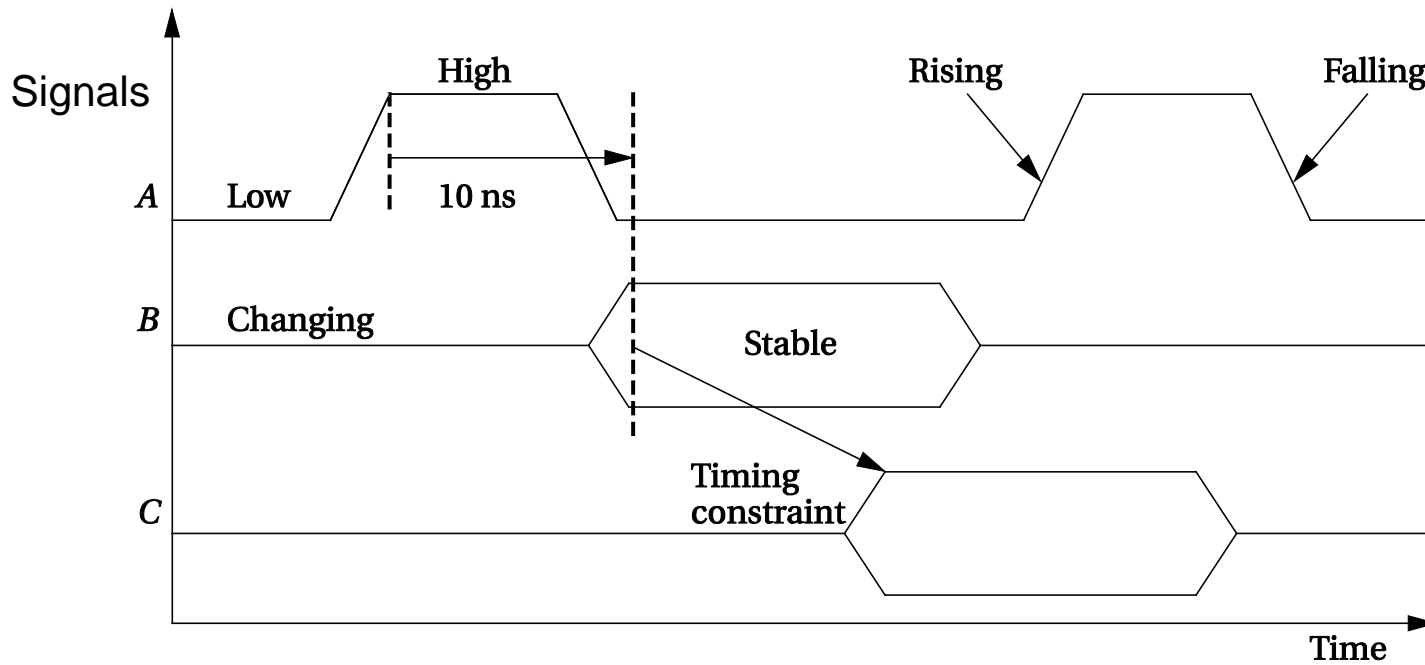 High
Rising
Falling
Signals
A
Low
10 ns
B
Changing
Stable
Timing
constraint
C
Time